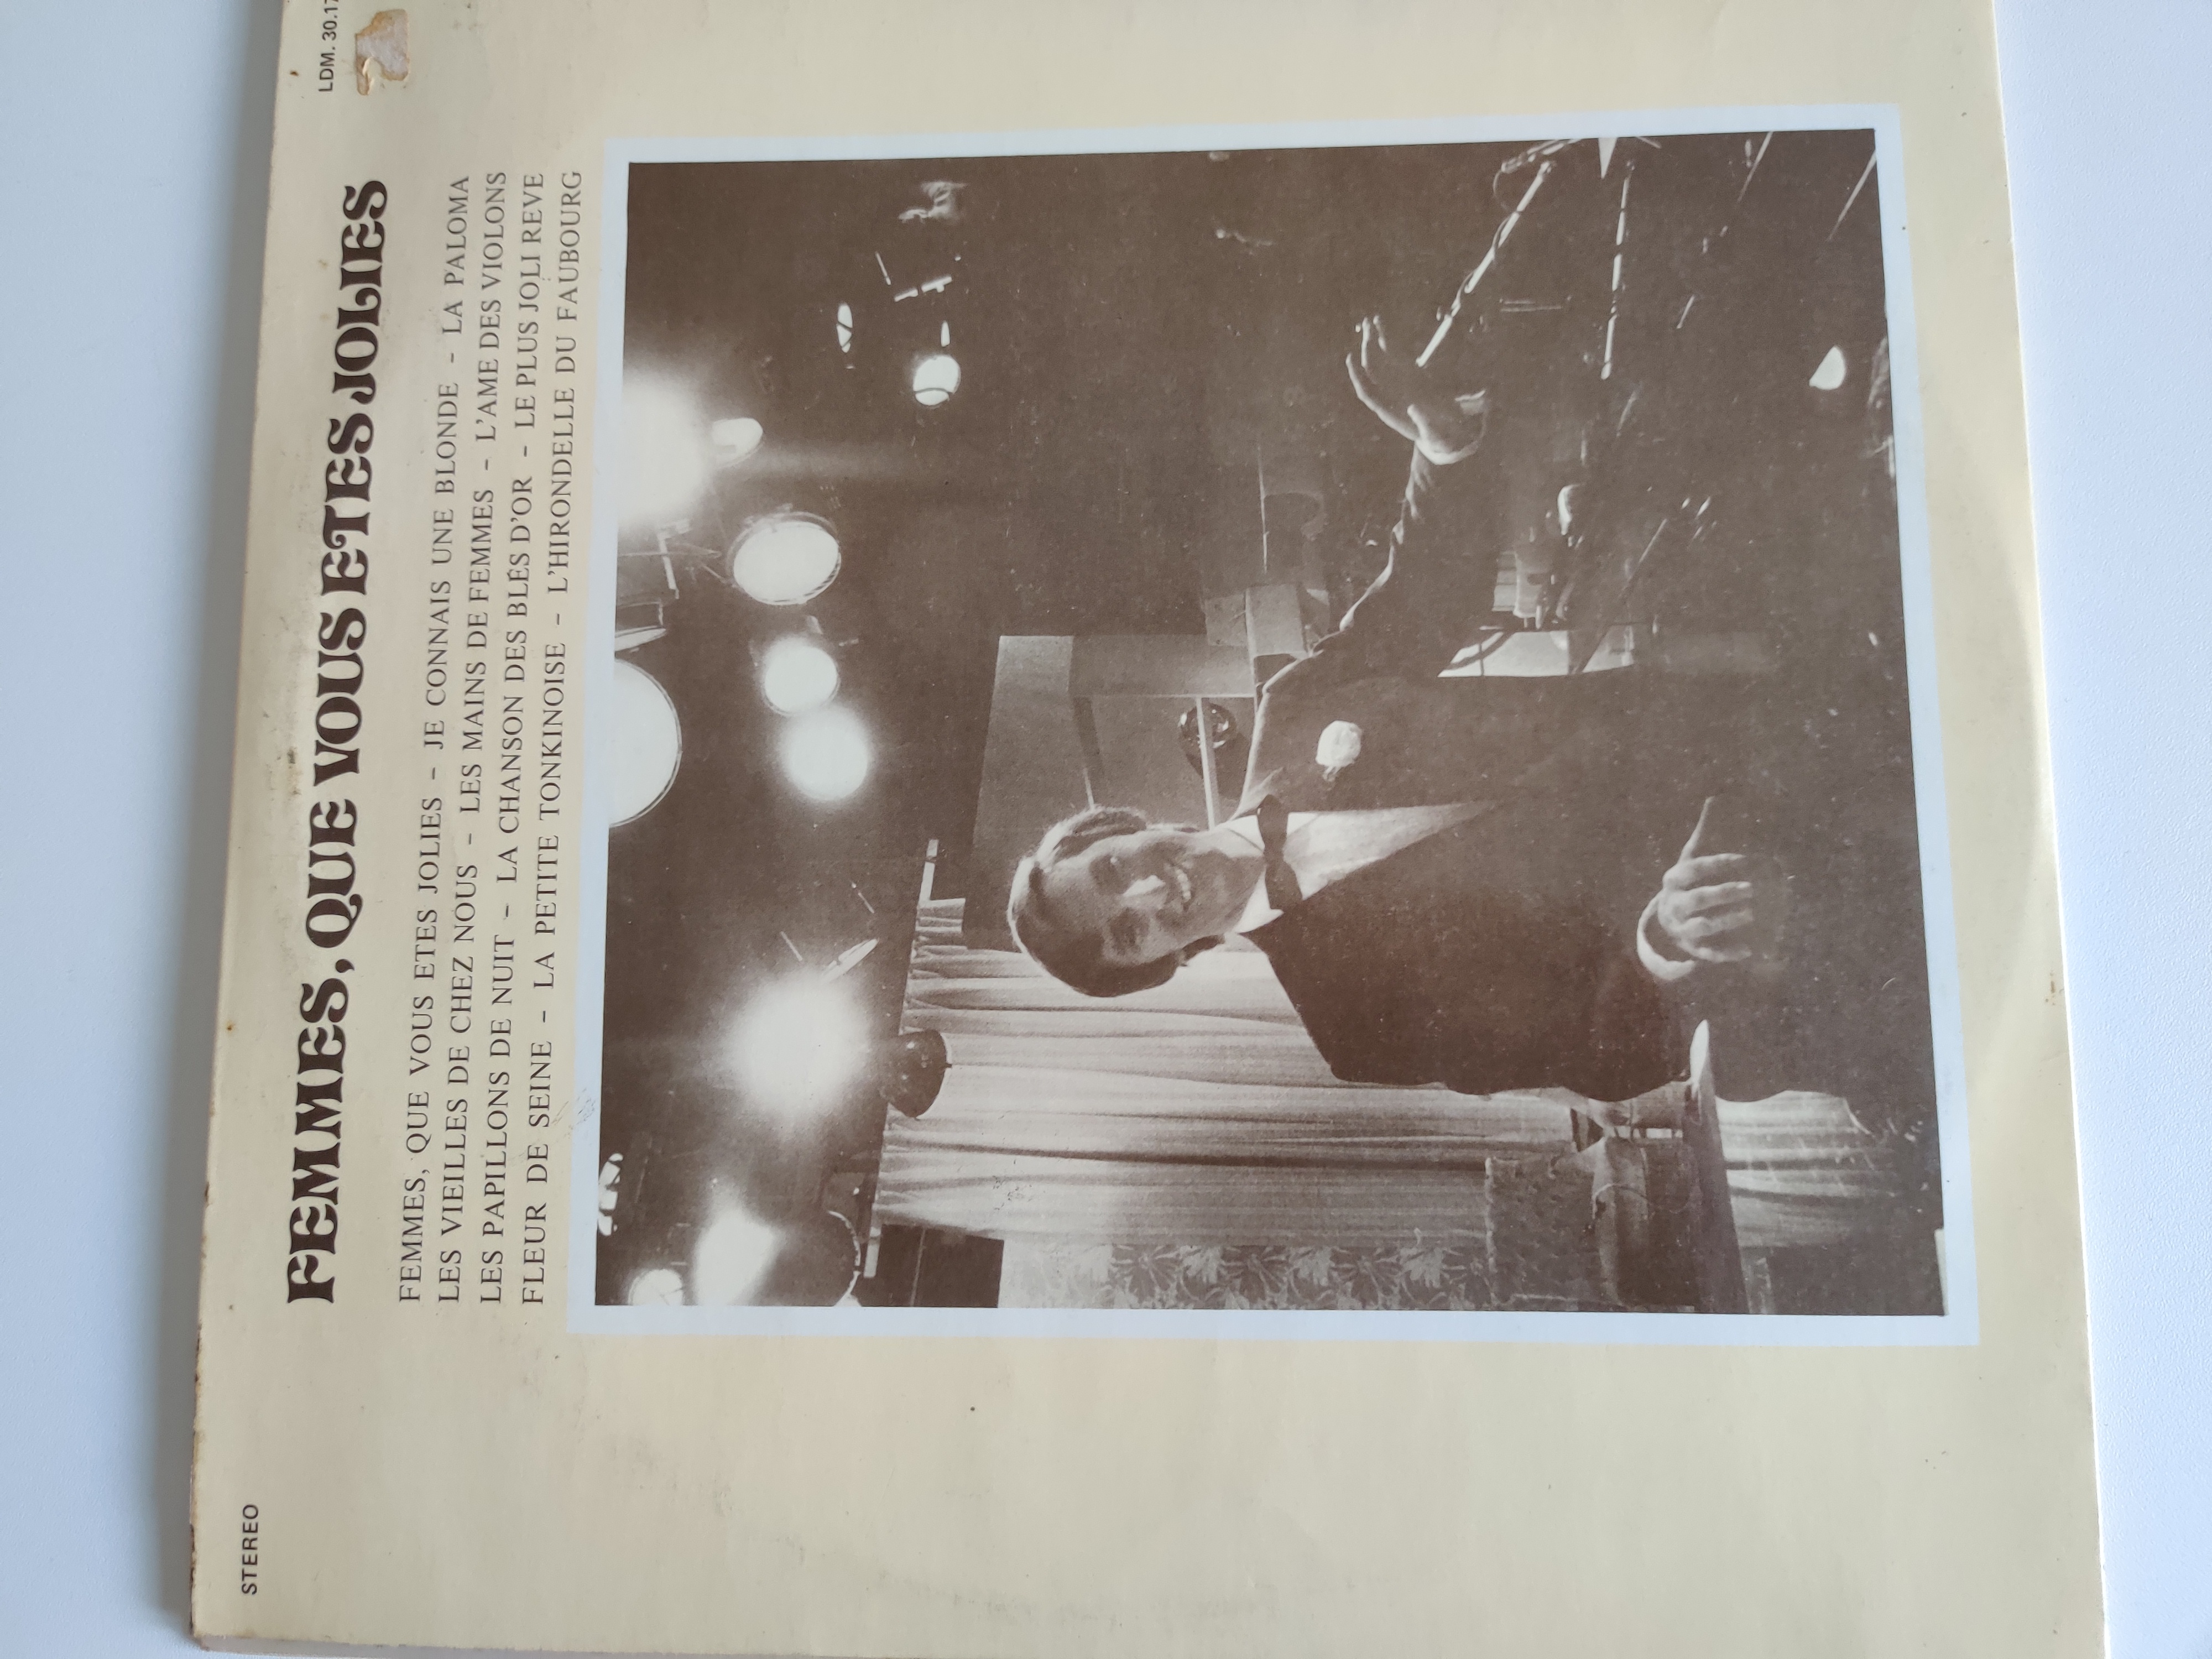 STEREO
FEMMES, QUE VOUS ETES JOLIES
LDM. 30.17
FEMMES, QUE VOUS ETES JOLIES – JE CONNAIS UNE BLONDE – LA PALOMA
LES VIEILLES DE CHEZ NOUS – LES MAINS DE FEMMES – L'AME DES VIOLONS
LES PAPILLONS DE NUIT – LA CHANSON DES BLÉS D'OR – LE PLUS JOLI REVE
FLEUR DE SEINE – LA PETITE TONKINOISE – L'HIRONDELLE DU FAUBOURG